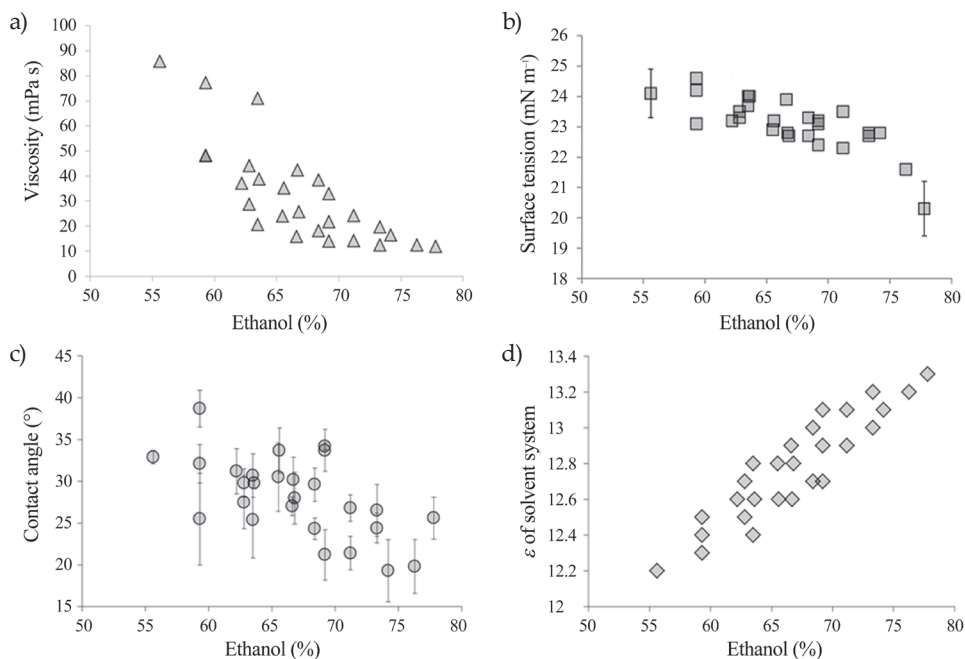 a)
Viscosity (mPa s)
100
90
80
70
60
50
40
30
20
10
0
50 55 60 65 70 75 80
Ethanol (%)
b)
Surface tension (mN m⁻¹)
26
25
24
23
22
21
20
19
18
50 55 60 65 70 75 80
Ethanol (%)
c)
Contact angle (°)
45
40
35
30
25
20
15
50 55 60 65 70 75 80
Ethanol (%)
d)
ε of solvent system
13.4
13.2
13
12.8
12.6
12.4
12.2
12
50 55 60 65 70 75 80
Ethanol (%)